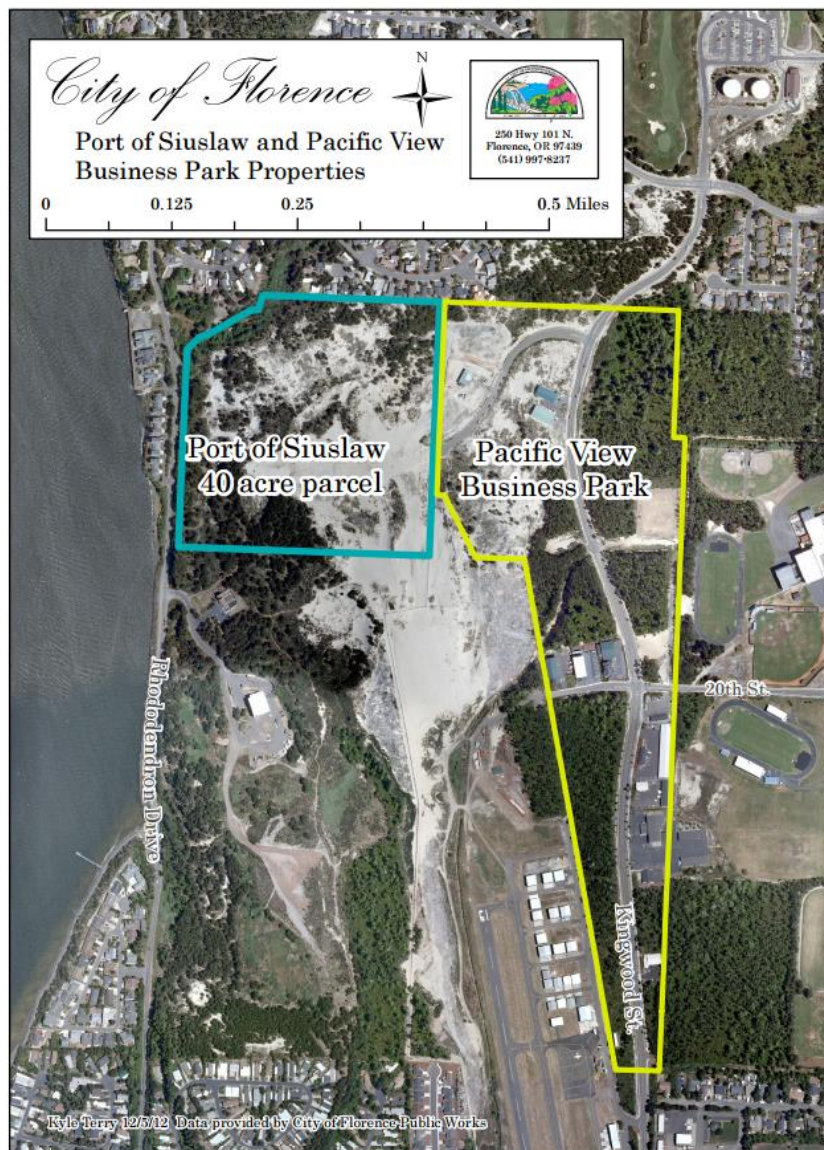 City of Florence
N
Port of Siuslaw and Pacific View
Business Park Properties
250 Hwy 101 N.
Florence, OR 97439
(541) 997•8237
0 0.125 0.25 0.5 Miles
Port of Siuslaw
40 acre parcel
Pacific View
Business Park
Rhododendron Drive
20th St.
Kingwood St.
Kyle Terry 12/5/12 Data provided by City of Florence Public Works